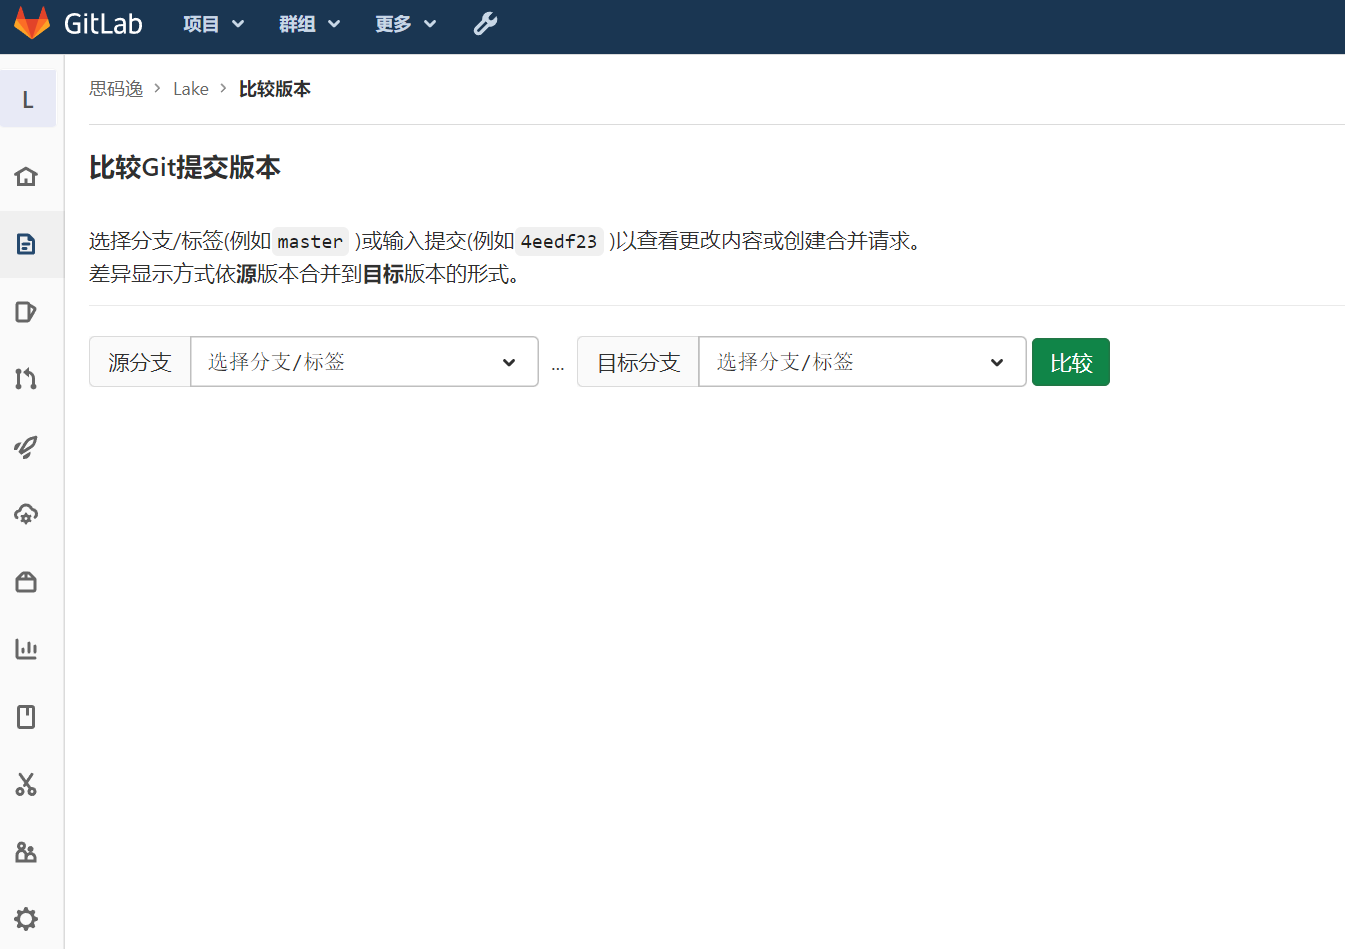 GitLab 项目 群组 更多
L
思码逸 > Lake > 比较版本
比较Git提交版本
选择分支/标签(例如 master )或输入提交(例如 4eedf23 )以查看更改内容或创建合并请求。
差异显示方式依源版本合并到目标版本的形式。
源分支 选择分支/标签 ... 目标分支 选择分支/标签 比较